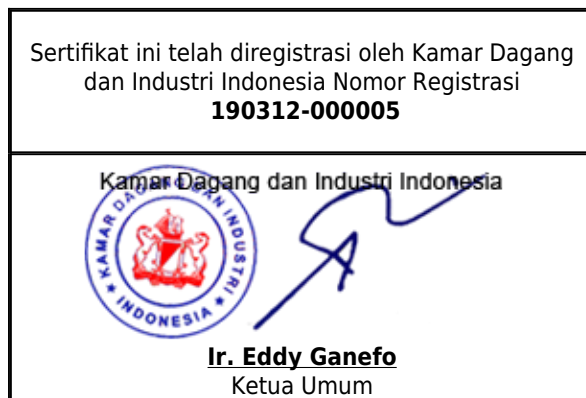 Sertifikat ini telah diregistrasi oleh Kamar Dagang
dan Industri Indonesia Nomor Registrasi
190312-000005
Kamar Dagang dan Industri Indonesia
KAMAR DAGANG DAN INDUSTRI
INDONESIA
Ir. Eddy Ganefo
Ketua Umum